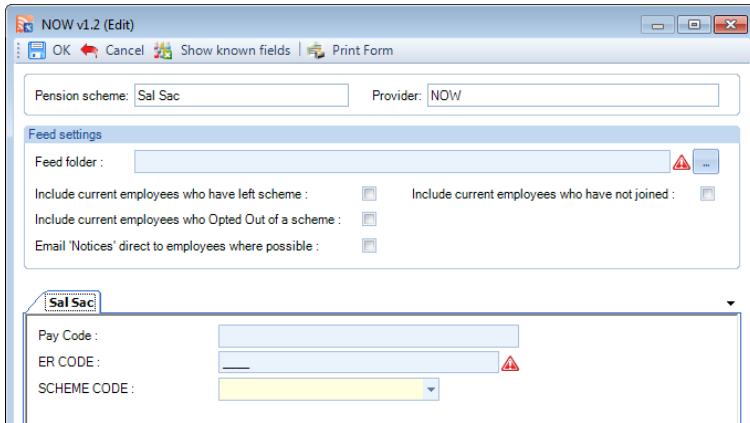 NOW v1.2 (Edit)
OK Cancel Show known fields Print Form
Pension scheme: Sal Sac Provider: NOW
Feed settings
Feed folder : ...
Include current employees who have left scheme : Include current employees who have not joined :
Include current employees who Opted Out of a scheme :
Email 'Notices' direct to employees where possible :
Sal Sac
Pay Code :
ER CODE : ____
SCHEME CODE :